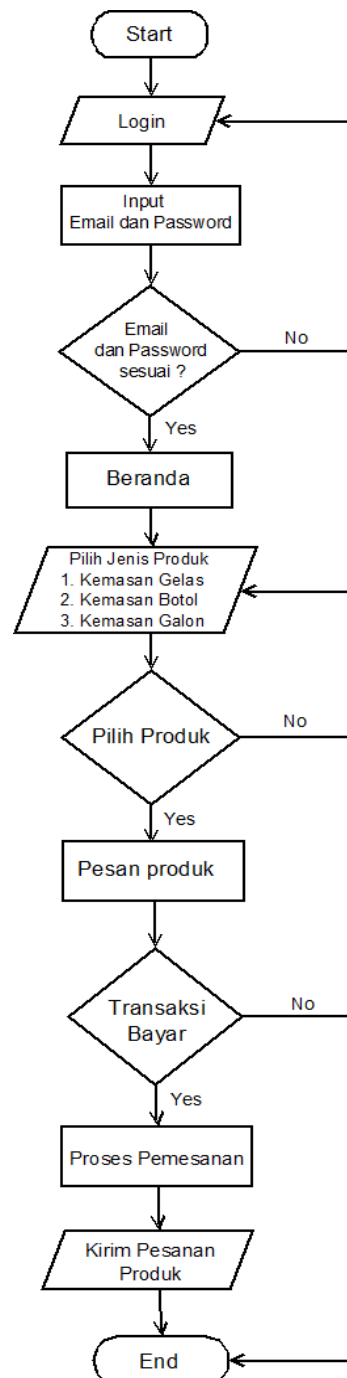 Start
Login
Input
Email dan Password
Email
dan Password
sesuai ?
No
Yes
Beranda
Pilih Jenis Produk
1. Kemasan Gelas
2. Kemasan Botol
3. Kemasan Galon
Pilih Produk
No
Yes
Pesan produk
Transaksi
Bayar
No
Yes
Proses Pemesanan
Kirim Pesanan
Produk
End